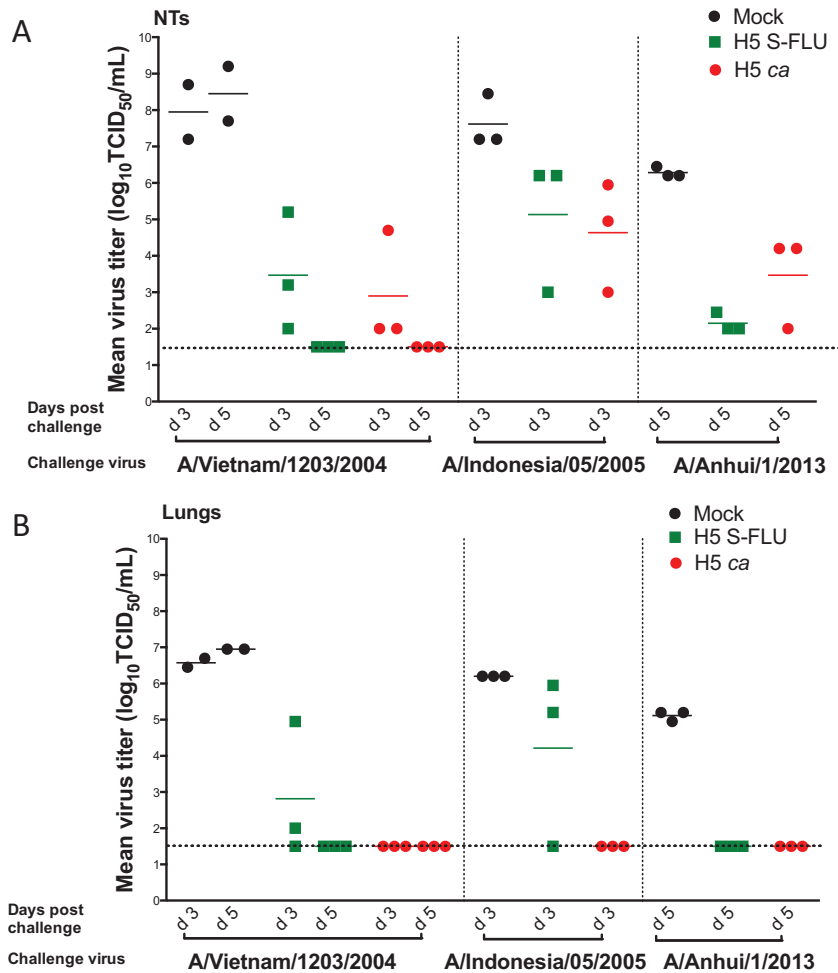 A
NTs
Mock
H5 S-FLU
H5 ca
Mean virus titer (log10TCID50/mL)
10
9
8
7
6
5
4
3
2
1
0
Days post
challenge
d 3 d 5 d 3 d 5 d 3 d 5 d 3 d 3 d 3 d 5 d 5 d 5
Challenge virus
A/Vietnam/1203/2004 A/Indonesia/05/2005 A/Anhui/1/2013
B
Lungs
Mock
H5 S-FLU
H5 ca
Mean virus titer (log10TCID50/mL)
10
9
8
7
6
5
4
3
2
1
0
Days post
challenge
d 3 d 5 d 3 d 5 d 3 d 5 d 3 d 3 d 3 d 5 d 5 d 5
Challenge virus
A/Vietnam/1203/2004 A/Indonesia/05/2005 A/Anhui/1/2013